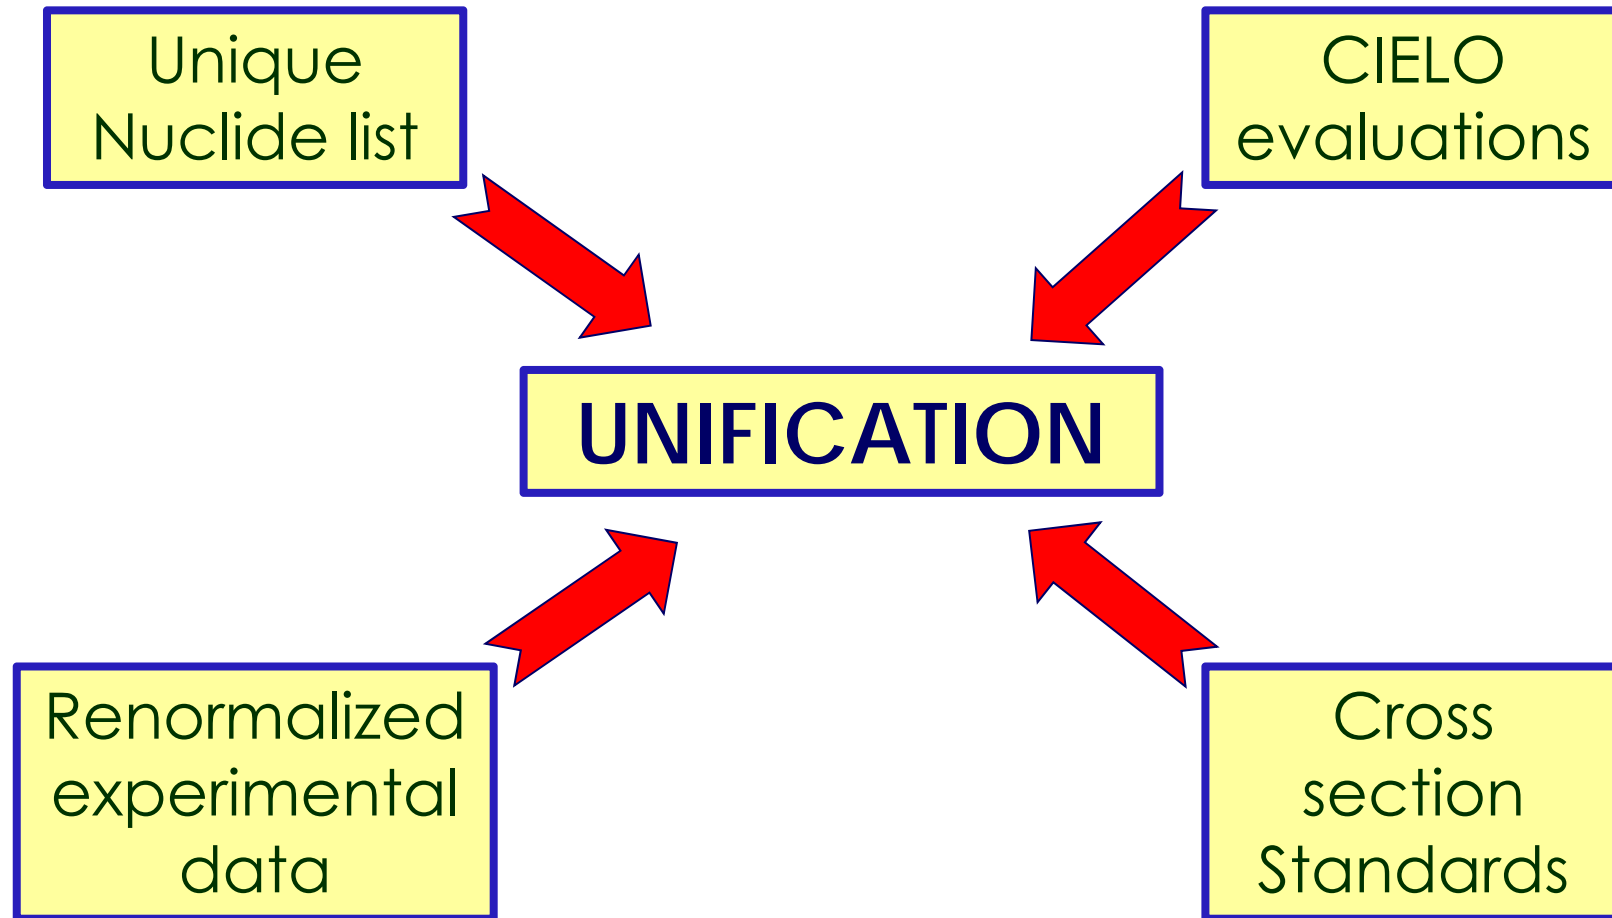 Unique
Nuclide list
CIELO
evaluations
UNIFICATION
Renormalized
experimental
data
Cross
section
Standards